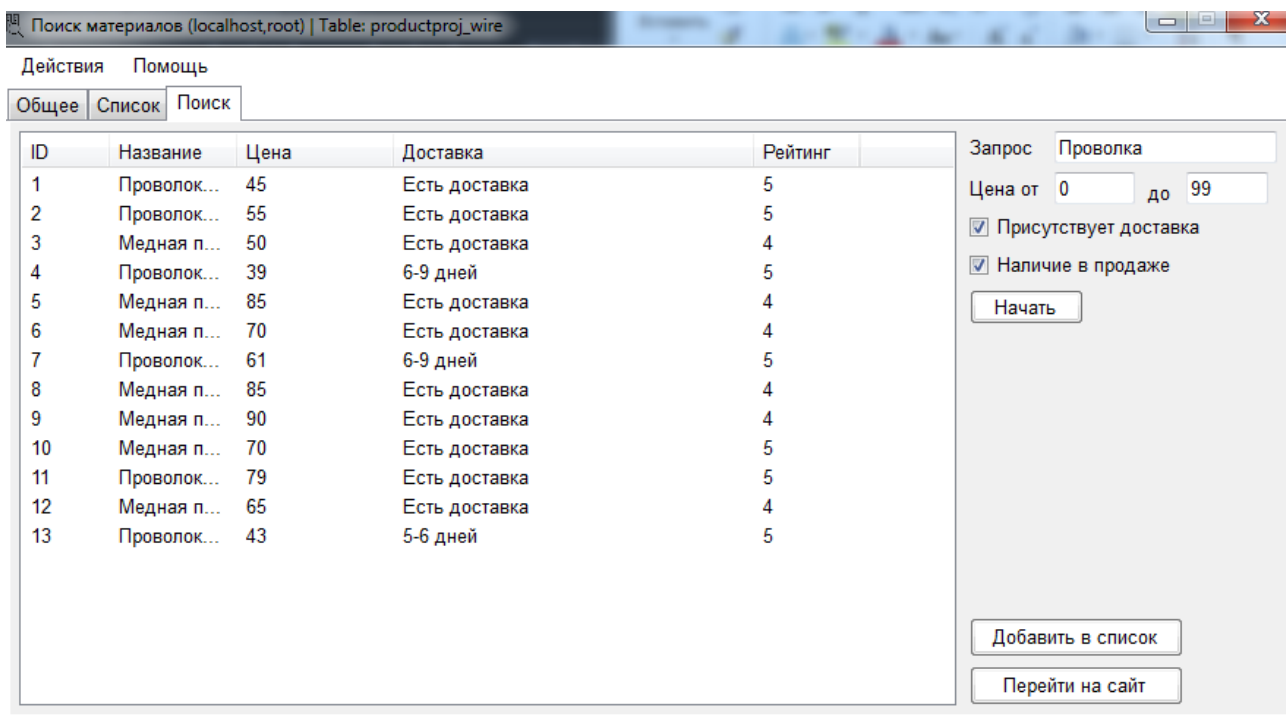 Поиск материалов (localhost,root) | Table: productproj_wire
Действия Помощь
Общее Список Поиск
ID Название Цена Доставка Рейтинг
1 Проволок... 45 Есть доставка 5
2 Проволок... 55 Есть доставка 5
3 Медная п... 50 Есть доставка 4
4 Проволок... 39 6-9 дней 5
5 Медная п... 85 Есть доставка 4
6 Медная п... 70 Есть доставка 4
7 Проволок... 61 6-9 дней 5
8 Медная п... 85 Есть доставка 4
9 Медная п... 90 Есть доставка 4
10 Медная п... 70 Есть доставка 5
11 Проволок... 79 Есть доставка 5
12 Медная п... 65 Есть доставка 4
13 Проволок... 43 5-6 дней 5
Запрос Проволка
Цена от 0 до 99
Присутствует доставка
Наличие в продаже
Начать
Добавить в список
Перейти на сайт